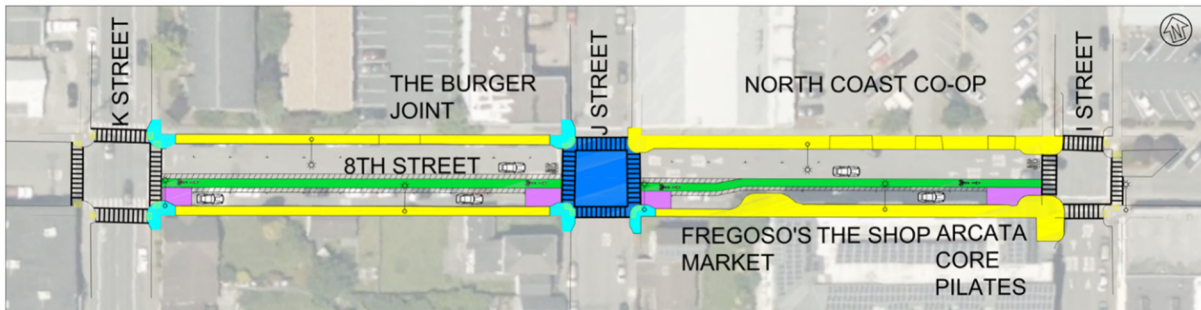 K STREET
THE BURGER
JOINT
J STREET
NORTH COAST CO-OP
I STREET
N
8TH STREET
FREGOSO'S
MARKET
THE SHOP
ARCATA
CORE
PILATES